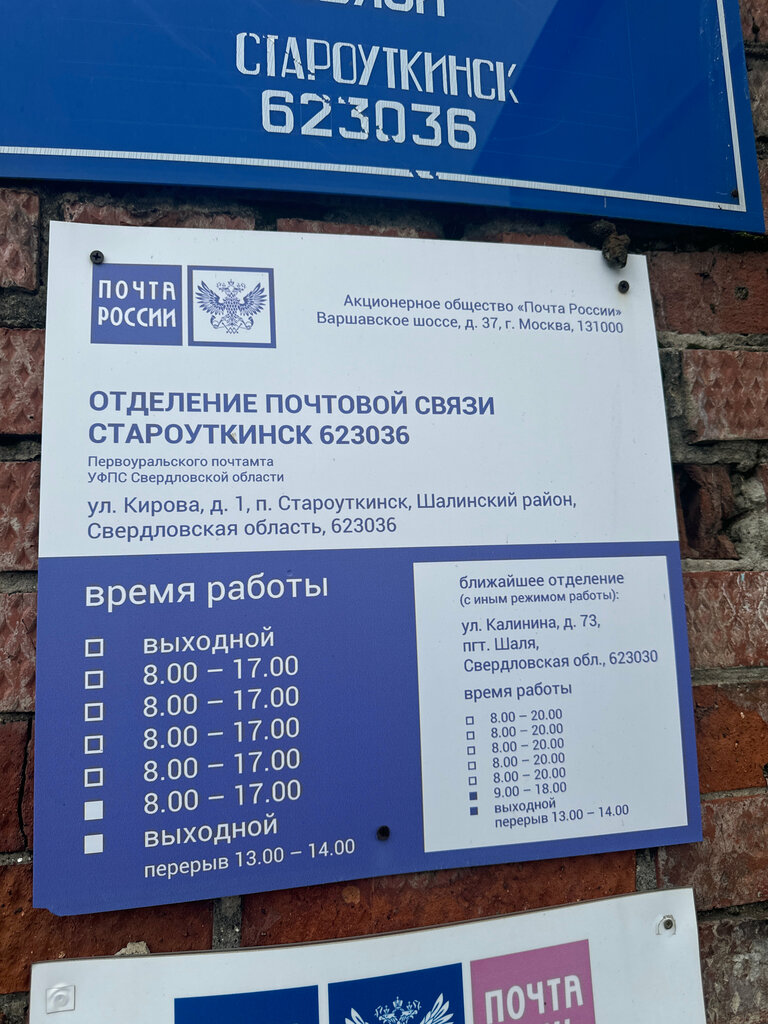 СТАРОУТКИНСК
623036
ПОЧТА
РОССИИ
Акционерное общество «Почта России»
Варшавское шоссе, д. 37, г. Москва, 131000
ОТДЕЛЕНИЕ ПОЧТОВОЙ СВЯЗИ
СТАРОУТКИНСК 623036
Первоуральского почтамта
УФПС Свердловской области
ул. Кирова, д. 1, п. Староуткинск, Шалинский район,
Свердловская область, 623036
время работы
выходной
8.00 – 17.00
8.00 – 17.00
8.00 – 17.00
8.00 – 17.00
8.00 – 17.00
выходной
перерыв 13.00 – 14.00
ближайшее отделение
(с иным режимом работы):
ул. Калинина, д. 73,
пгт. Шаля,
Свердловская обл., 623030
время работы
8.00 – 20.00
8.00 – 20.00
8.00 – 20.00
8.00 – 20.00
8.00 – 20.00
9.00 – 18.00
выходной
перерыв 13.00 – 14.00
ПОЧТА